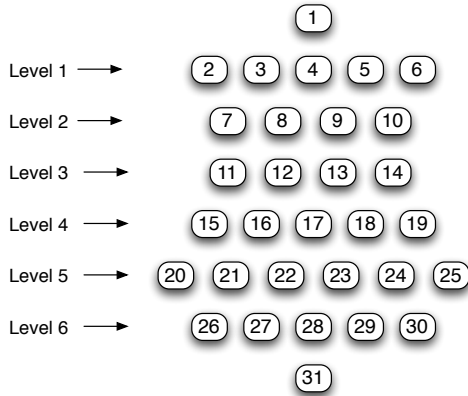 1
Level 1 2 3 4 5 6
Level 2 7 8 9 10
Level 3 11 12 13 14
Level 4 15 16 17 18 19
Level 5 20 21 22 23 24 25
Level 6 26 27 28 29 30
31